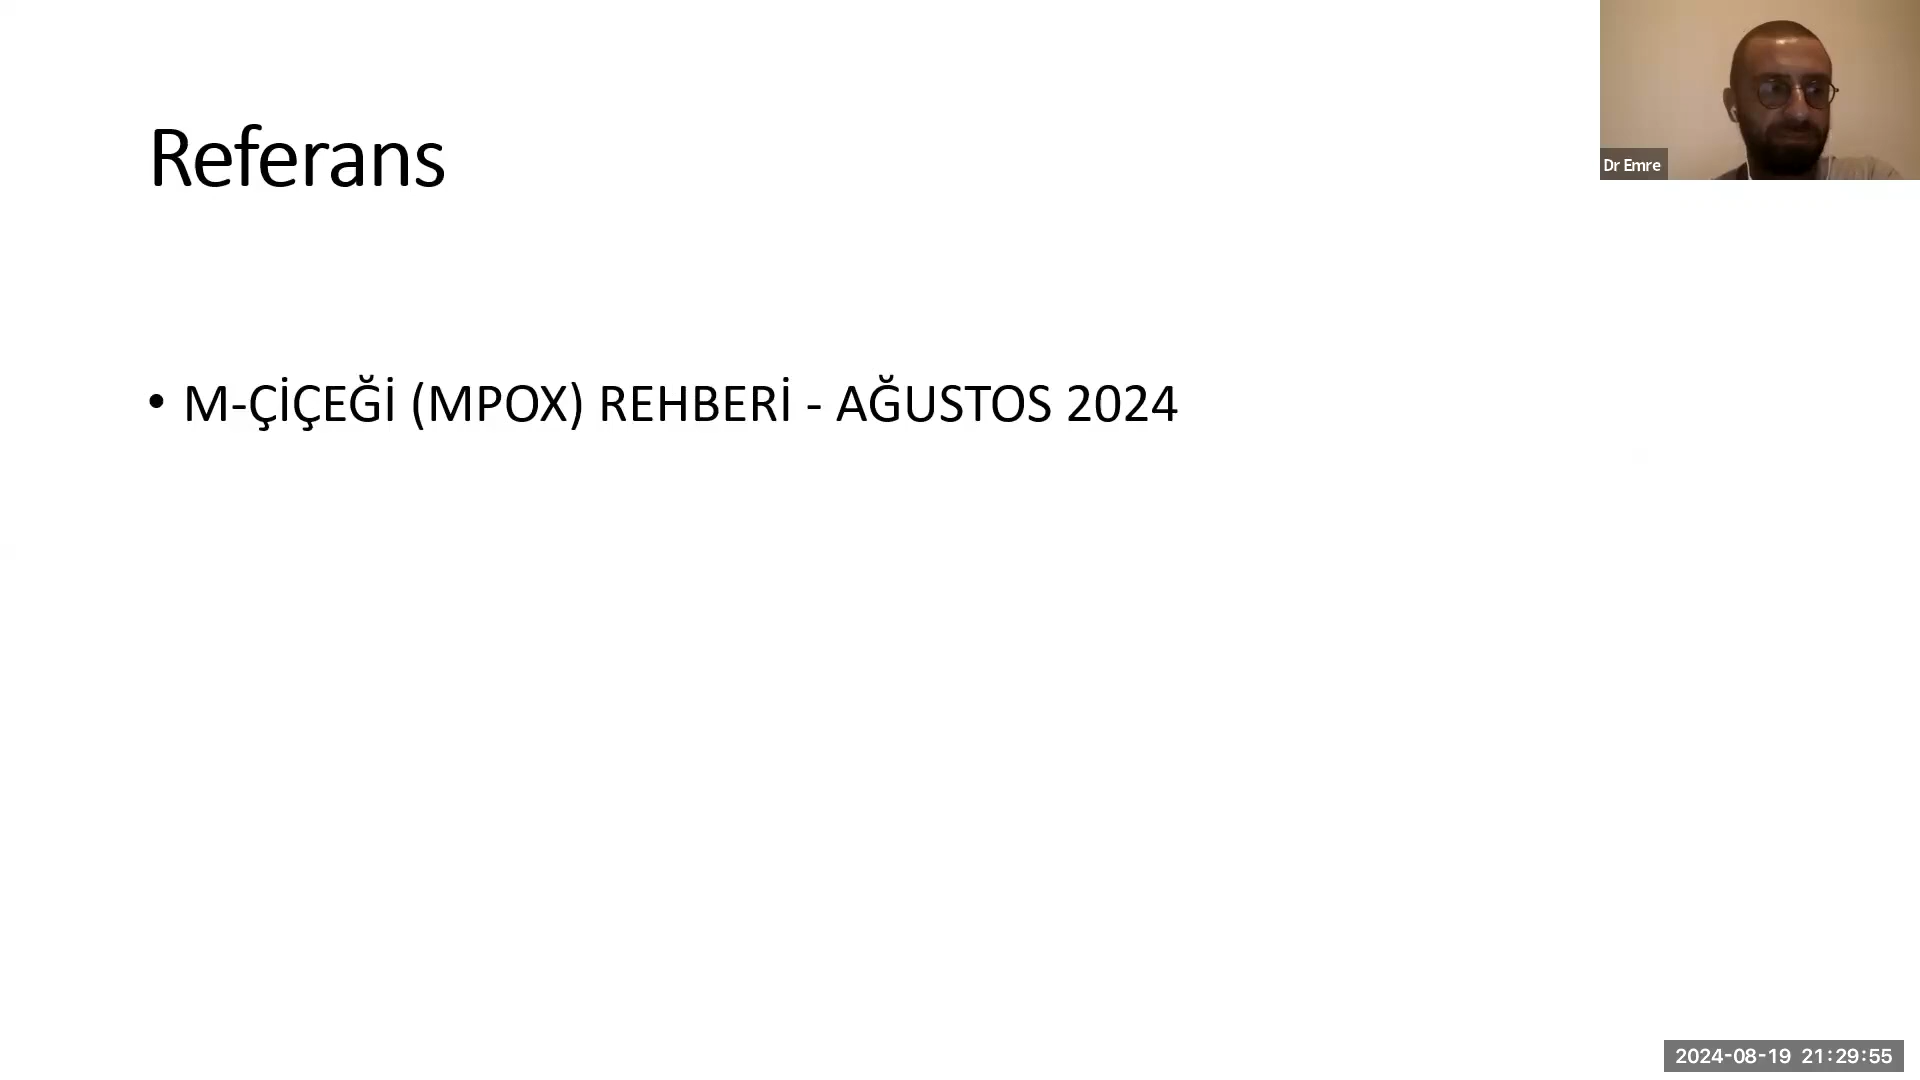 Referans
Dr Emre
• M-ÇİÇEĞİ (MPOX) REHBERİ - AĞUSTOS 2024
2024-08-19 21:29:55